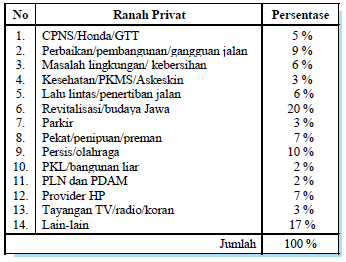 No Ranah Privat Persentase
1. CPNS/Honda/GTT 5 %
2. Perbaikan/pembangunan/gangguan jalan 9 %
3. Masalah lingkungan/ kebersihan 6 %
4. Kesehatan/PKMS/Askeskin 3 %
5. Lalu lintas/penertiban jalan 6 %
6. Revitalisasi/budaya Jawa 20 %
7. Parkir 3 %
8. Pekat/penipuan/preman 7 %
9. Persis/olahraga 10 %
10. PKL/bangunan liar 2 %
11. PLN dan PDAM 2 %
12. Provider HP 7 %
13. Tayangan TV/radio/koran 3 %
14. Lain-lain 17 %
Jumlah 100 %